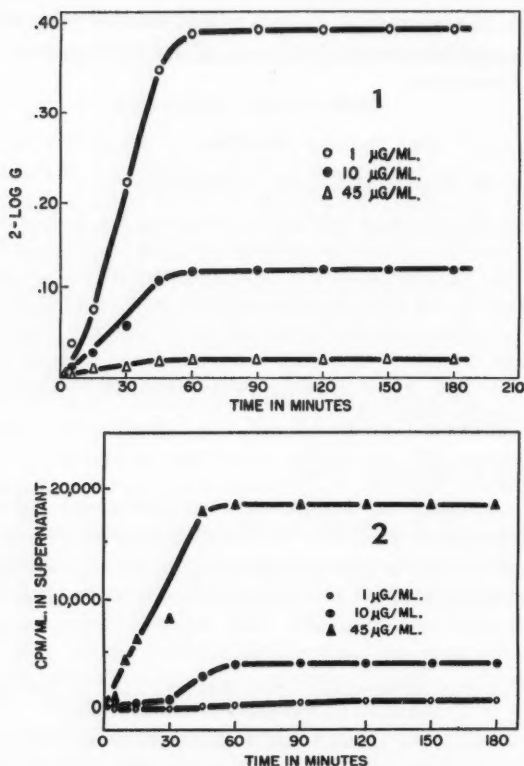 .40
.30
.20
.10
2-LOG G
1
1 µG/ML.
10 µG/ML.
45 µG/ML.
0 30 60 90 120 150 180 210
TIME IN MINUTES
20,000
10,000
0
CPM/ML. IN SUPERNATANT
2
1 µG/ML.
10 µG/ML.
45 µG/ML.
0 30 60 90 120 150 180
TIME IN MINUTES